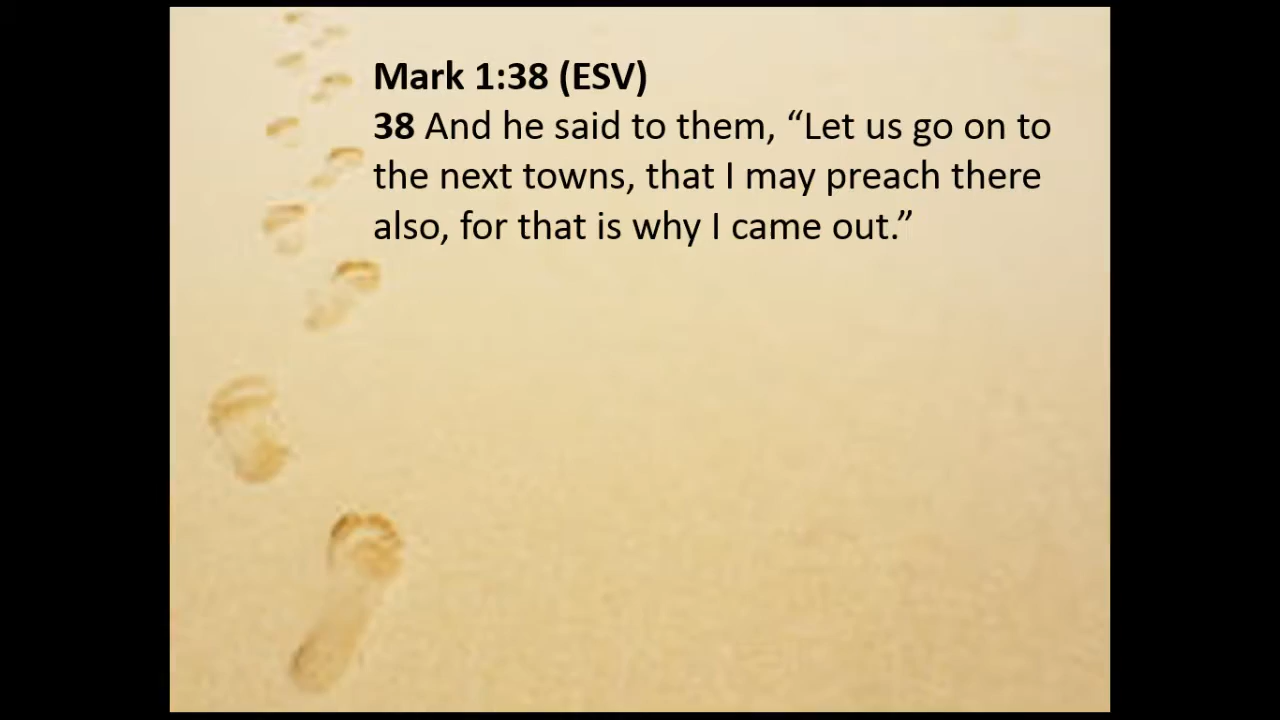 Mark 1:38 (ESV)
38 And he said to them, “Let us go on to
the next towns, that I may preach there
also, for that is why I came out.”